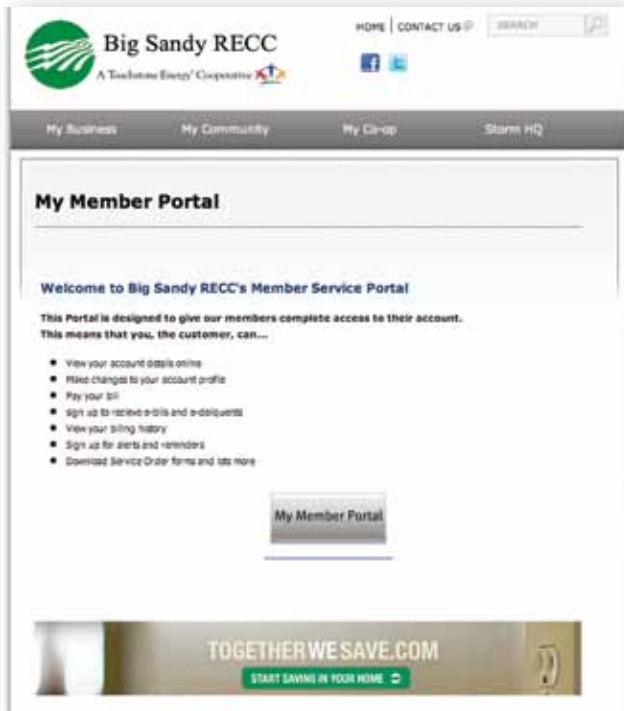 HOME | CONTACT US
SEARCH
Big Sandy RECC
A Touchstone Energy® Cooperative
My Business My Community My Co-op Storm HQ
My Member Portal
Welcome to Big Sandy RECC's Member Service Portal
This Portal is designed to give our members complete access to their account.
This means that you, the customer, can...
View your account details online
Make changes to your account profile
Pay your bill
sign up to recieve e-bills and e-deliquents
View your billing history
Sign up for alerts and reminders
Download Service Order forms and lots more
My Member Portal
TOGETHERWESAVE.COM
START SAVING IN YOUR HOME